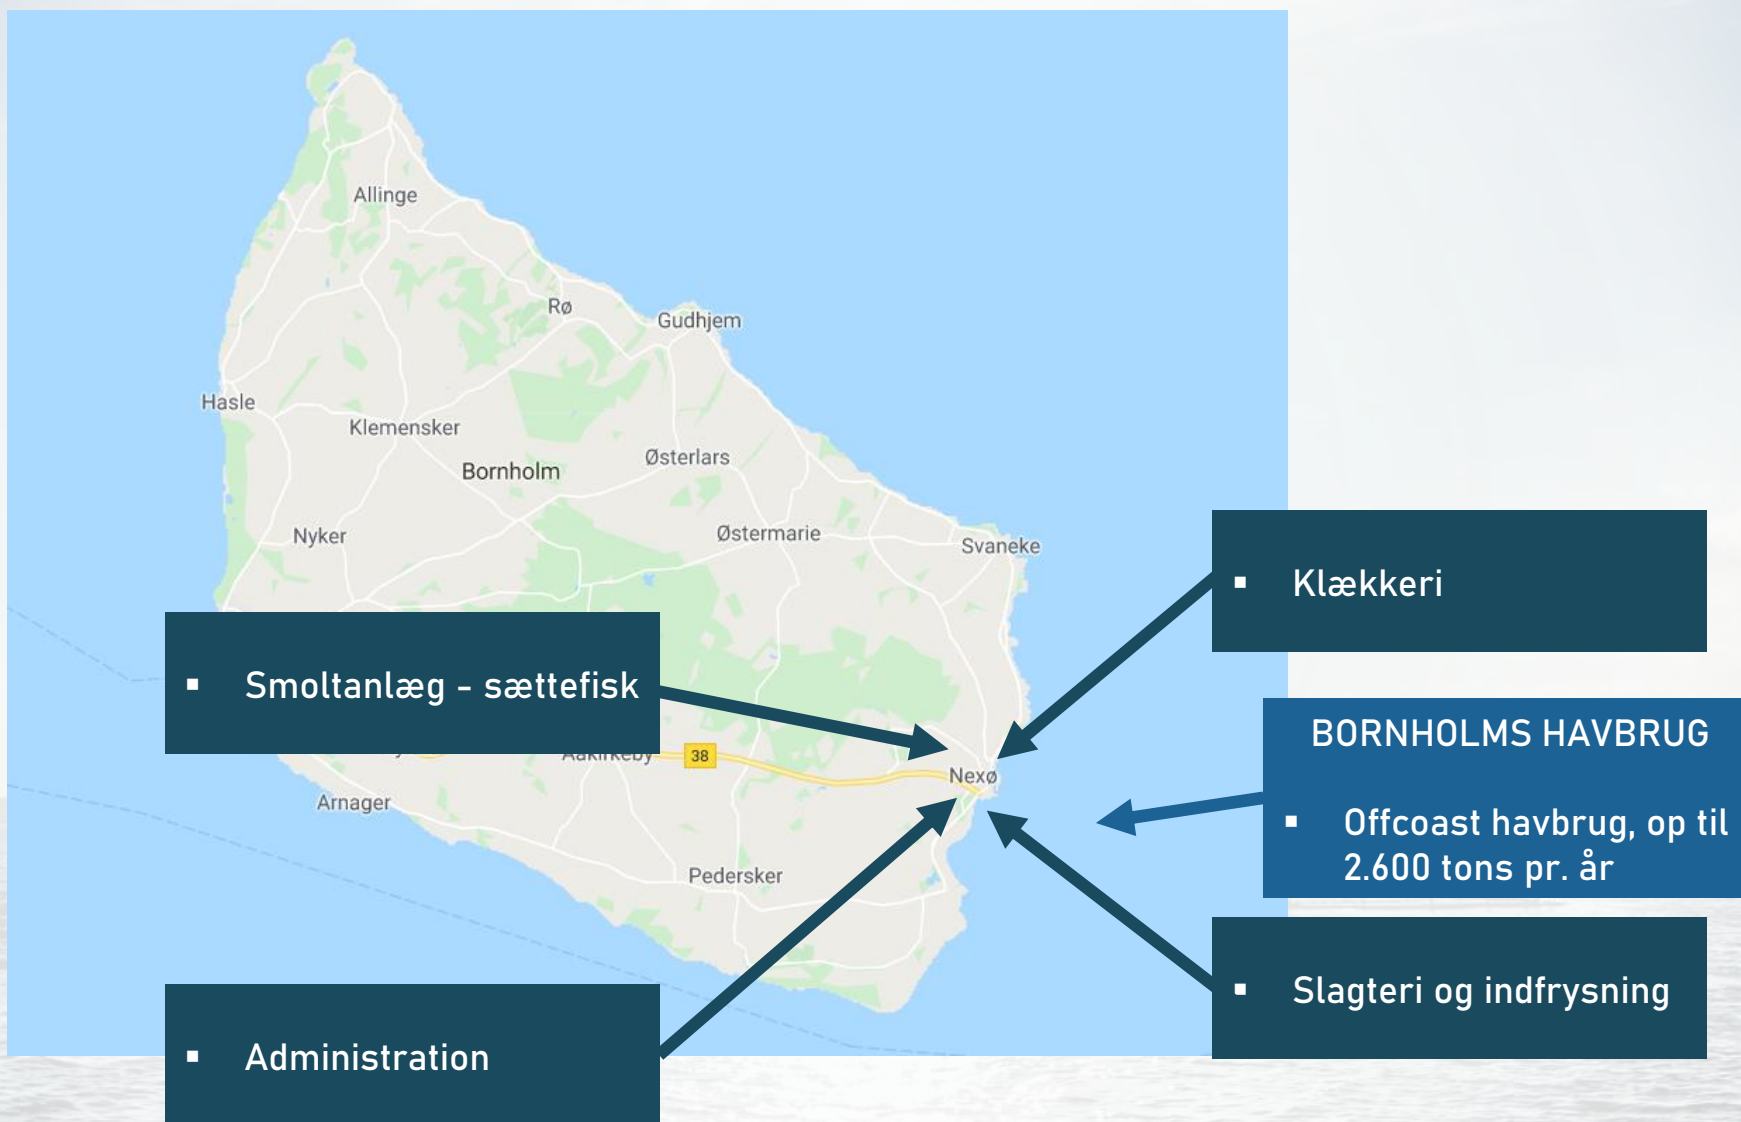 Allinge
Rø
Gudhjem
Hasle
Klemensker
Østerlars
Bornholm
Nyker
Østermarie
Svaneke
▪ Klækkeri
▪ Smoltanlæg - sættefisk
BORNHOLMS HAVBRUG
▪ Offcoast havbrug, op til
2.600 tons pr. år
Aakirkeby
38
Nexø
Arnager
Pedersker
▪ Slagteri og indfrysning
▪ Administration